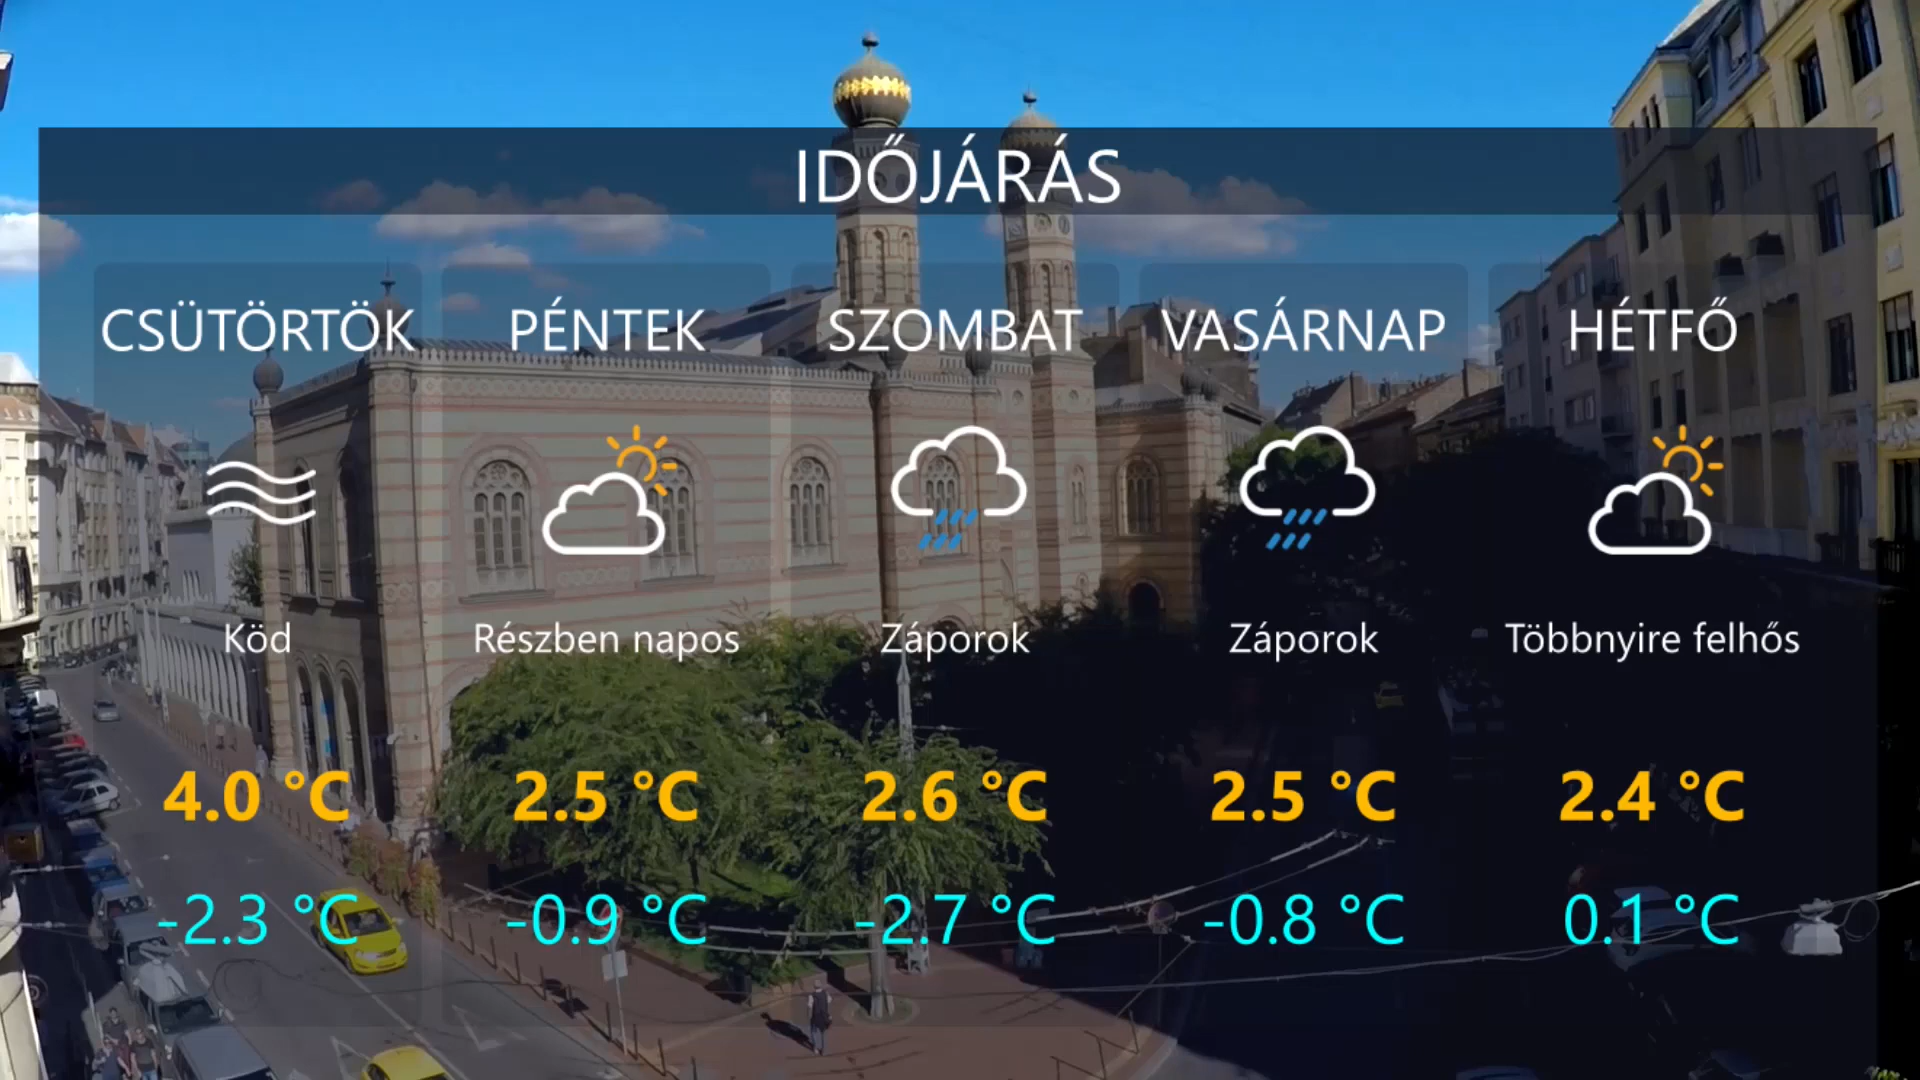 IDŐJÁRÁS
CSÜTÖRTÖK PÉNTEK SZOMBAT VASÁRNAP HÉTFŐ
Köd Részben napos Záporok Záporok Többnyire felhős
4.0 °C 2.5 °C 2.6 °C 2.5 °C 2.4 °C
-2.3 °C -0.9 °C -2.7 °C -0.8 °C 0.1 °C